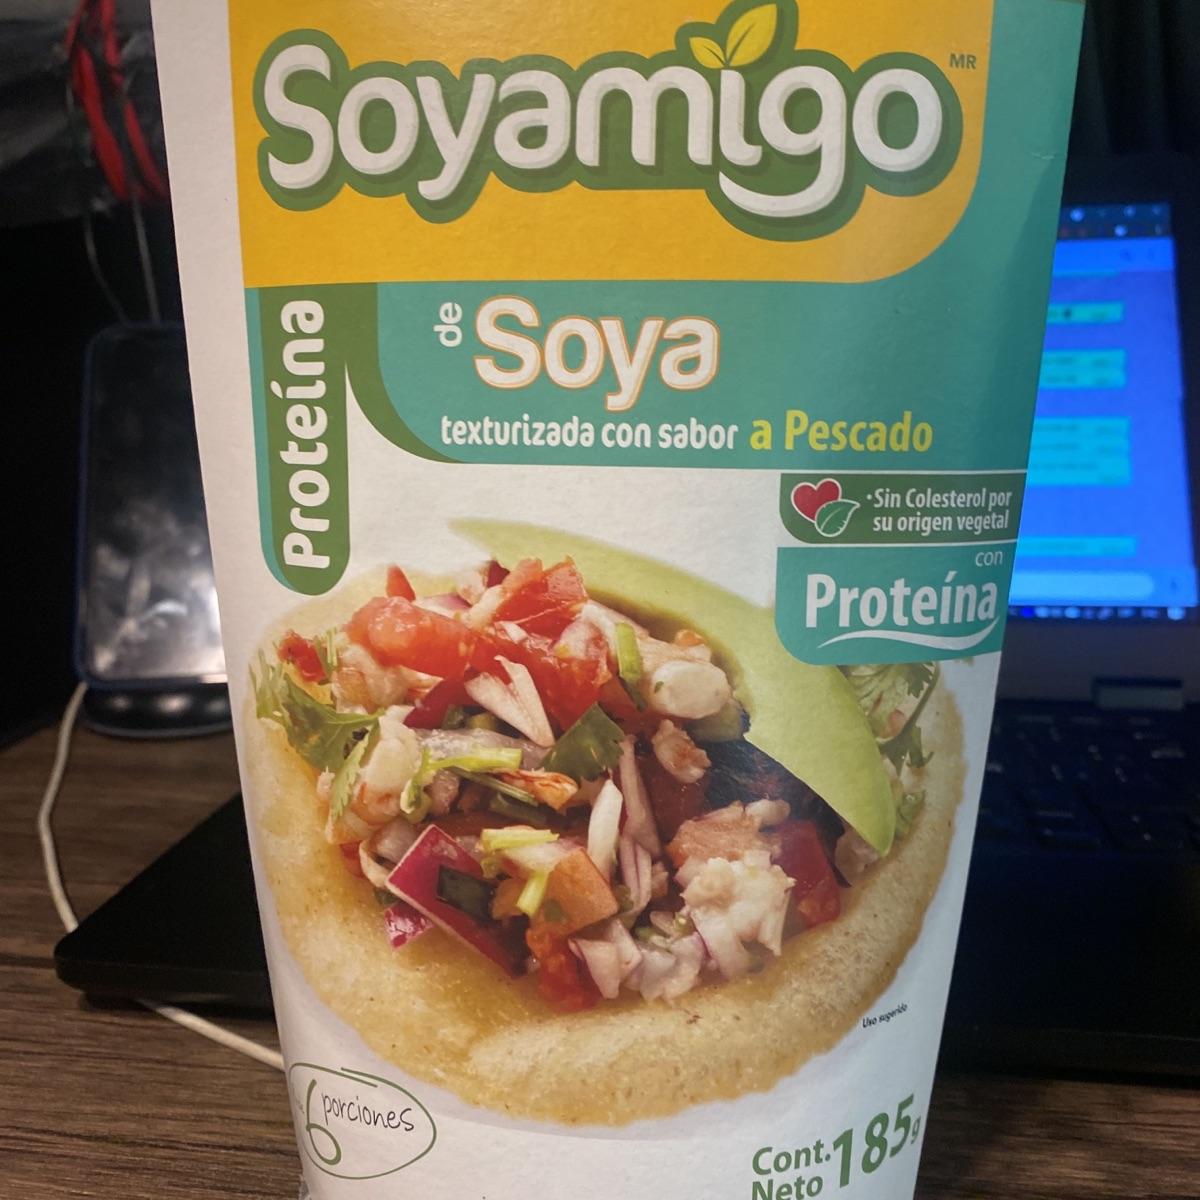 Soyamigo MR
Proteína
de Soya
texturizada con sabor a Pescado
•Sin Colesterol por
su origen vegetal
con
Proteína
Uso sugerido
6 porciones
Cont. 185g
Neto